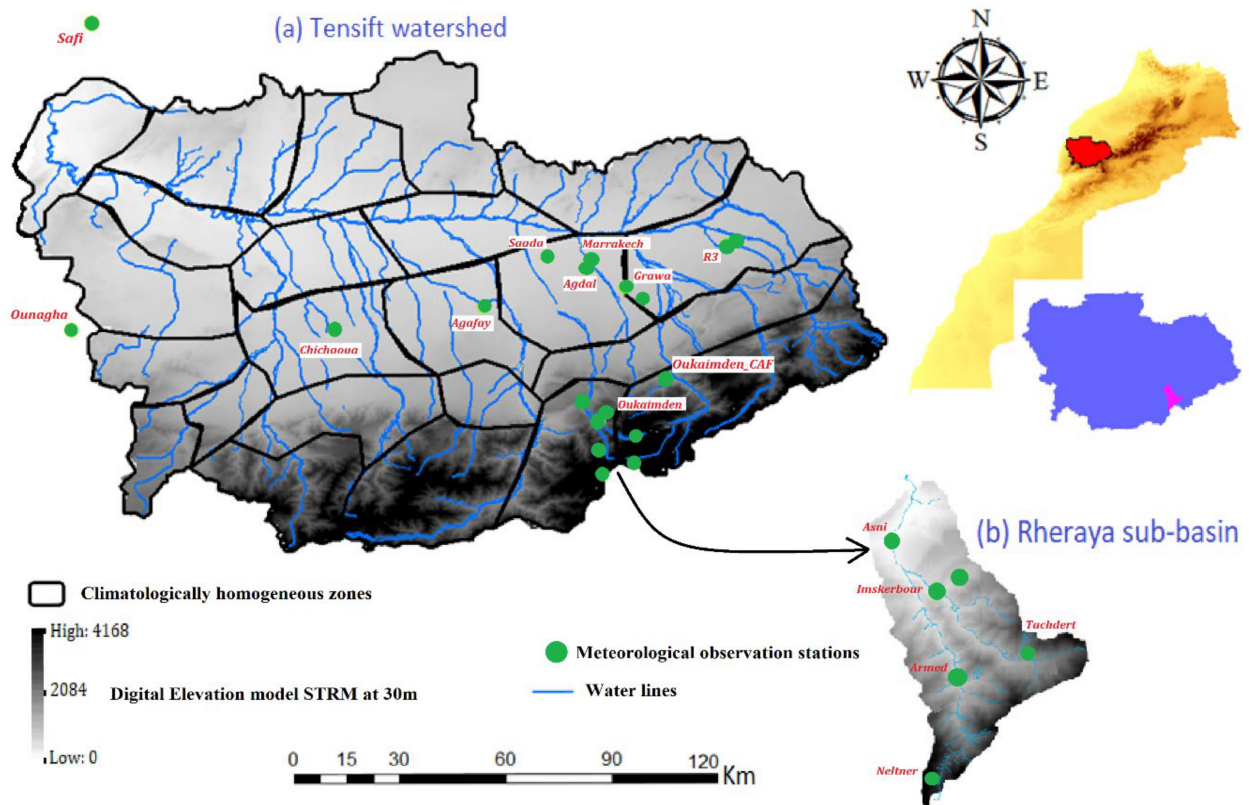 Safi
(a) Tensift watershed
N
W
E
S
Saada
Marrakech
Agdal
R3
Grawa
Ounagha
Agafay
Chichaoua
Oukaimden_CAF
Oukaimden
(b) Rheraya sub-basin
Asni
Imskerbour
Tachdert
Armed
Neltner
Climatologically homogeneous zones
High: 4168
2084
Low: 0
Digital Elevation model STRM at 30m
Meteorological observation stations
Water lines
0 15 30 60 90 120
Km